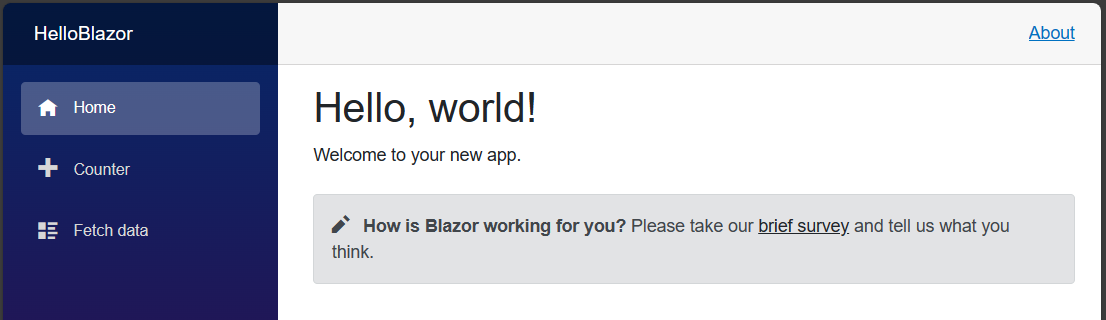 HelloBlazor
About
Home
Counter
Fetch data
Hello, world!
Welcome to your new app.
How is Blazor working for you? Please take our brief survey and tell us what you
think.